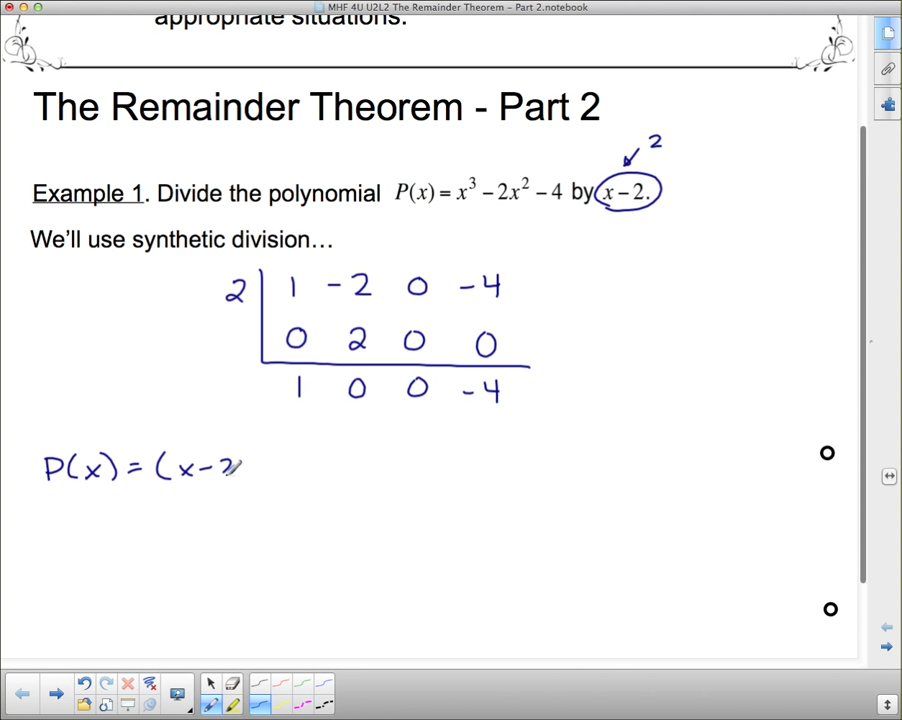 MHF 4U U2L2 The Remainder Theorem – Part 2.notebook
appropriate situations.
The Remainder Theorem - Part 2
2
Example 1. Divide the polynomial P(x) = x³ − 2x² − 4 by x − 2.
We'll use synthetic division…
2 1 -2 0 -4
0 2 0 0
1 0 0 -4
P(x) = (x-2